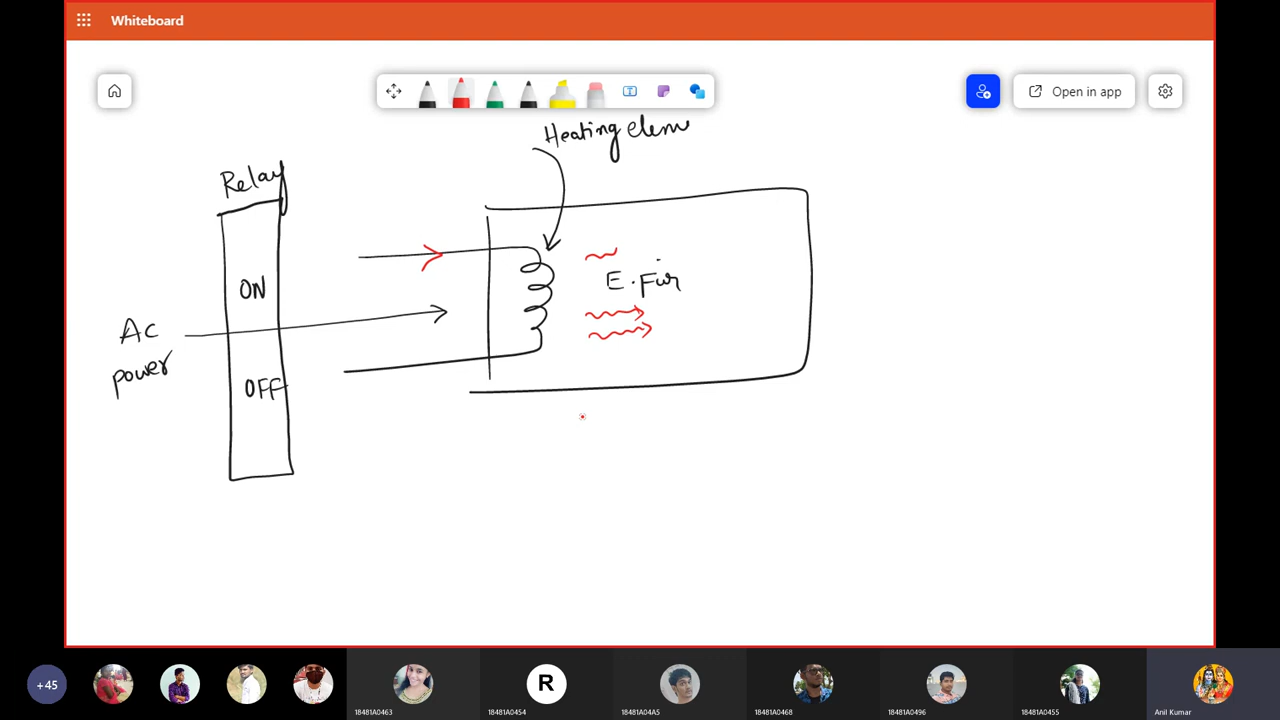 Whiteboard
Open in app
Heating elem
Relay
ON
E. Fur
AC
power
OFF
+45
R
18481A0463
18481A0454
18481A04A5
18481A0468
18481A0496
18481A0455
Anil Kumar